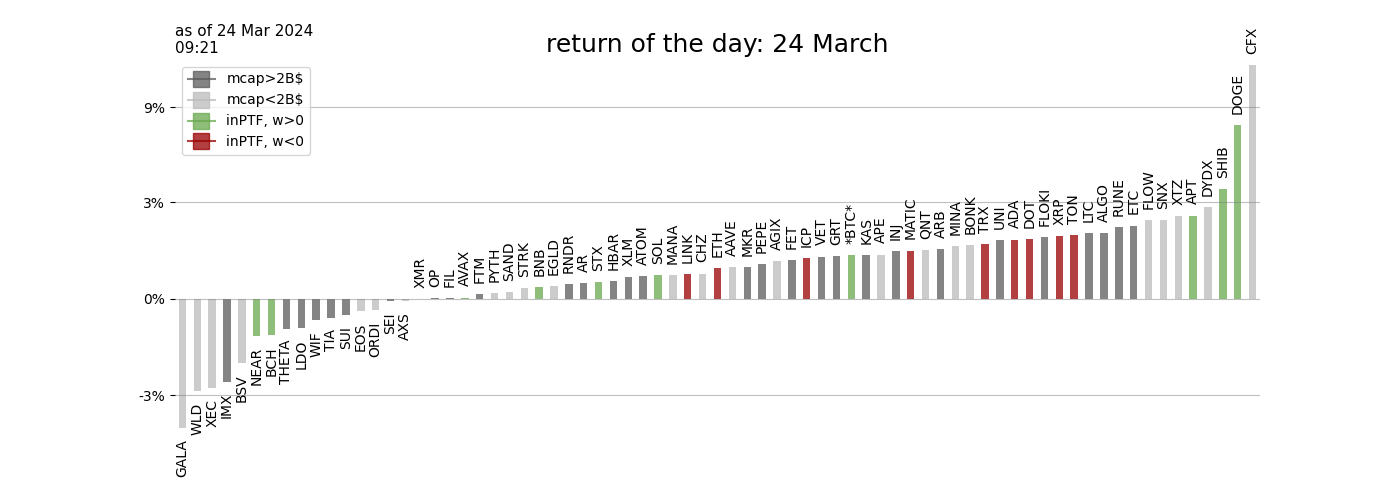 as of 24 Mar 2024
09:21
return of the day: 24 March
mcap>2B$
mcap<2B$
inPTF, w>0
inPTF, w<0
9%
3%
0%
-3%
GALA
WLD
XEC
IMX
BSV
NEAR
BCH
THETA
LDO
WIF
TIA
SUI
EOS
ORDI
SEI
AXS
XMR
OP
FIL
AVAX
FTM
PYTH
SAND
STRK
BNB
EGLD
RNDR
AR
STX
HBAR
XLM
ATOM
SOL
MANA
LINK
CHZ
ETH
AAVE
MKR
PEPE
AGIX
FET
ICP
VET
GRT
*BTC*
KAS
APE
INJ
MATIC
QNT
ARB
MINA
BONK
TRX
UNI
ADA
DOT
FLOKI
XRP
TON
LTC
ALGO
RUNE
ETC
FLOW
SNX
XTZ
APT
DYDX
SHIB
DOGE
CFX